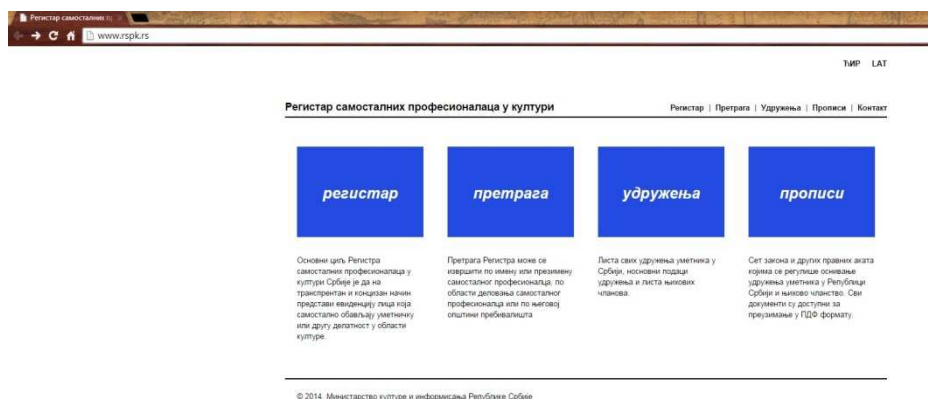 Регистар самосталних пр
www.rspk.rs
ЋИР LAT
Регистар самосталних професионалаца у култури
Регистар | Претрага | Удружења | Прописи | Контакт
регистар
претрага
удружења
прописи
Основни циљ Регистра
самосталних професионалаца у
култури Србије је да на
транспрентан и концизан начин
представи евиденцију лица која
самостално обављају уметничку
или другу делатност у области
културе.
Претрага Регистра може се
извршити по имену или презимену
самосталног професионалца, по
области деловања самосталног
професионалца или по његовој
општини пребивалишта
Листа свих удружења уметника у
Србији, носновни подаци
удружења и листа њихових
чланова.
Сет закона и других правних аката
којима се регулише оснивање
удружења уметника у Републици
Србији и њихово чланство. Сви
документи су доступни за
преузимање у ПДФ формату.
© 2014. Министарство културе и информисања Републике Србије